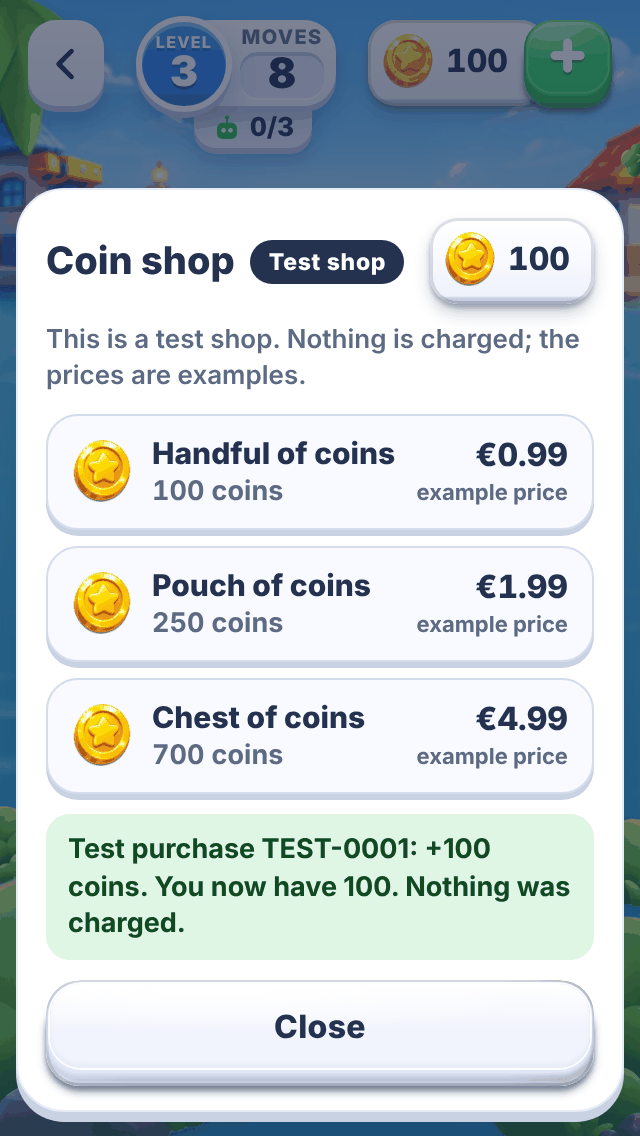 LEVEL
3
MOVES
8
100
0/3
Coin shop
Test shop
100
This is a test shop. Nothing is charged; the
prices are examples.
Handful of coins
€0.99
100 coins
example price
Pouch of coins
€1.99
250 coins
example price
Chest of coins
€4.99
700 coins
example price
Test purchase TEST-0001: +100
coins. You now have 100. Nothing was
charged.
Close